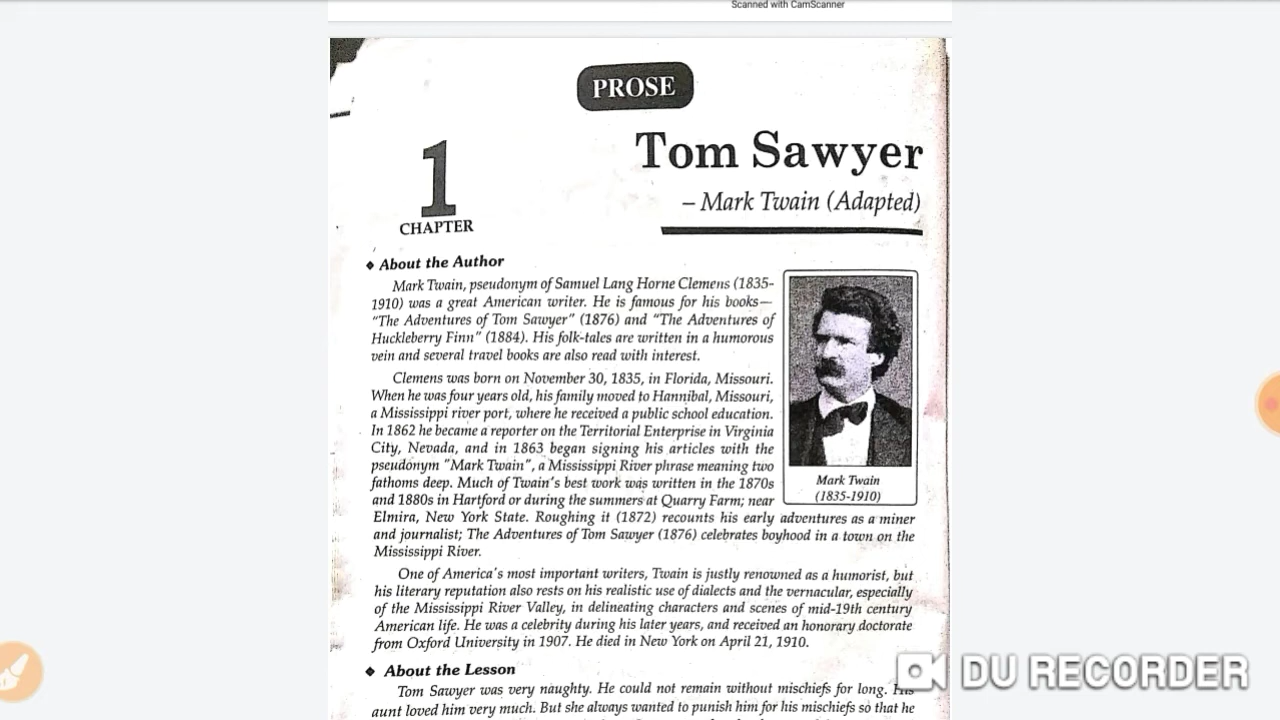 Scanned with CamScanner
PROSE
1
CHAPTER
Tom Sawyer
– Mark Twain (Adapted)
❖ About the Author
Mark Twain, pseudonym of Samuel Lang Horne Clemens (1835-
1910) was a great American writer. He is famous for his books—
"The Adventures of Tom Sawyer" (1876) and "The Adventures of
Huckleberry Finn" (1884). His folk-tales are written in a humorous
vein and several travel books are also read with interest.
Clemens was born on November 30, 1835, in Florida, Missouri.
When he was four years old, his family moved to Hannibal, Missouri,
a Mississippi river port, where he received a public school education.
In 1862 he became a reporter on the Territorial Enterprise in Virginia
City, Nevada, and in 1863 began signing his articles with the
pseudonym "Mark Twain", a Mississippi River phrase meaning two
fathoms deep. Much of Twain's best work was written in the 1870s
and 1880s in Hartford or during the summers at Quarry Farm; near
Elmira, New York State. Roughing it (1872) recounts his early adventures as a miner
and journalist; The Adventures of Tom Sawyer (1876) celebrates boyhood in a town on the
Mississippi River.
Mark Twain
(1835-1910)
One of America's most important writers, Twain is justly renowned as a humorist, but
his literary reputation also rests on his realistic use of dialects and the vernacular, especially
of the Mississippi River Valley, in delineating characters and scenes of mid-19th century
American life. He was a celebrity during his later years, and received an honorary doctorate
from Oxford University in 1907. He died in New York on April 21, 1910.
❖ About the Lesson
Tom Sawyer was very naughty. He could not remain without mischiefs for long. His
aunt loved him very much. But she always wanted to punish him for his mischiefs so that he
DU RECORDER